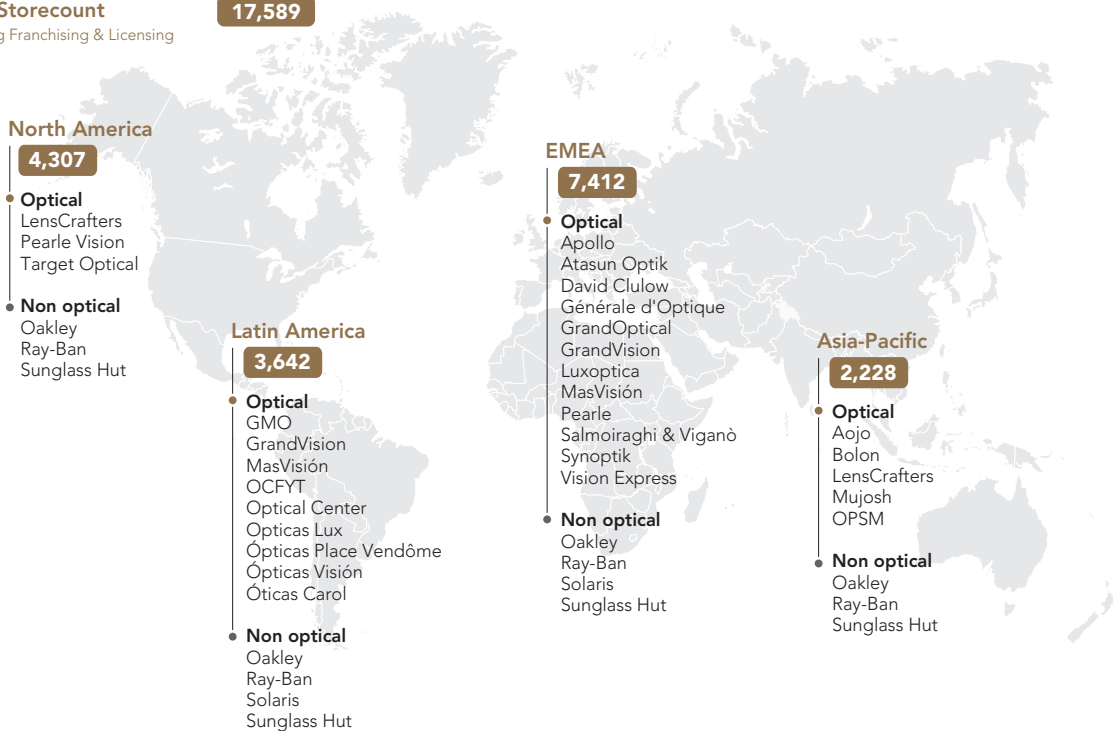 Storecount
17,589
Franchising & Licensing
North America
4,307
Optical
LensCrafters
Pearle Vision
Target Optical
Non optical
Oakley
Ray-Ban
Sunglass Hut
Latin America
3,642
Optical
GMO
GrandVision
MasVisión
OCFYT
Optical Center
Opticas Lux
Ópticas Place Vendôme
Ópticas Visión
Óticas Carol
Non optical
Oakley
Ray-Ban
Solaris
Sunglass Hut
EMEA
7,412
Optical
Apollo
Atasun Optik
David Clulow
Générale d'Optique
GrandOptical
GrandVision
Luxoptica
MasVisión
Pearle
Salmoiraghi & Viganò
Synoptik
Vision Express
Non optical
Oakley
Ray-Ban
Solaris
Sunglass Hut
Asia-Pacific
2,228
Optical
Aojo
Bolon
LensCrafters
Mujosh
OPSM
Non optical
Oakley
Ray-Ban
Sunglass Hut